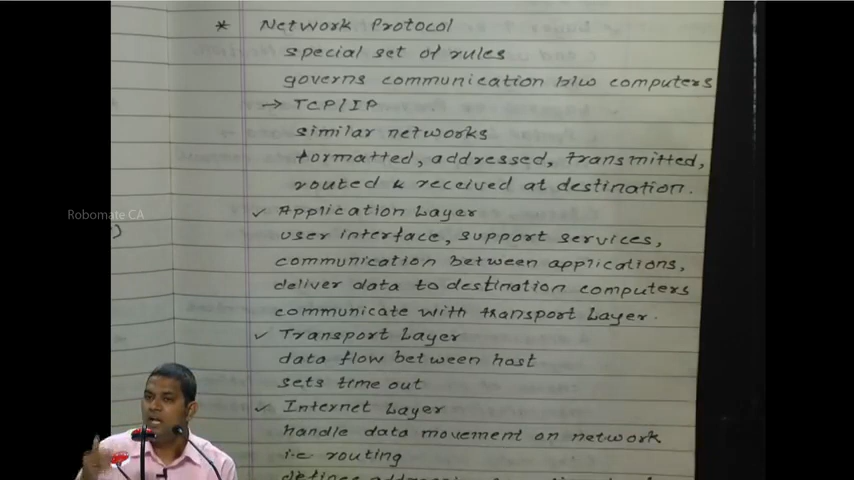 * Network Protocol
special set of rules
governs communication b/w computers
→ TCP/IP
similar networks
formatted, addressed, transmitted,
routed & received at destination.
Robomate CA
✓ Application Layer
user interface, support services,
communication between applications,
deliver data to destination computers
communicate with transport Layer.
✓ Transport Layer
data flow between host
sets time out
✓ Internet Layer
handle data movement on network
i.e routing